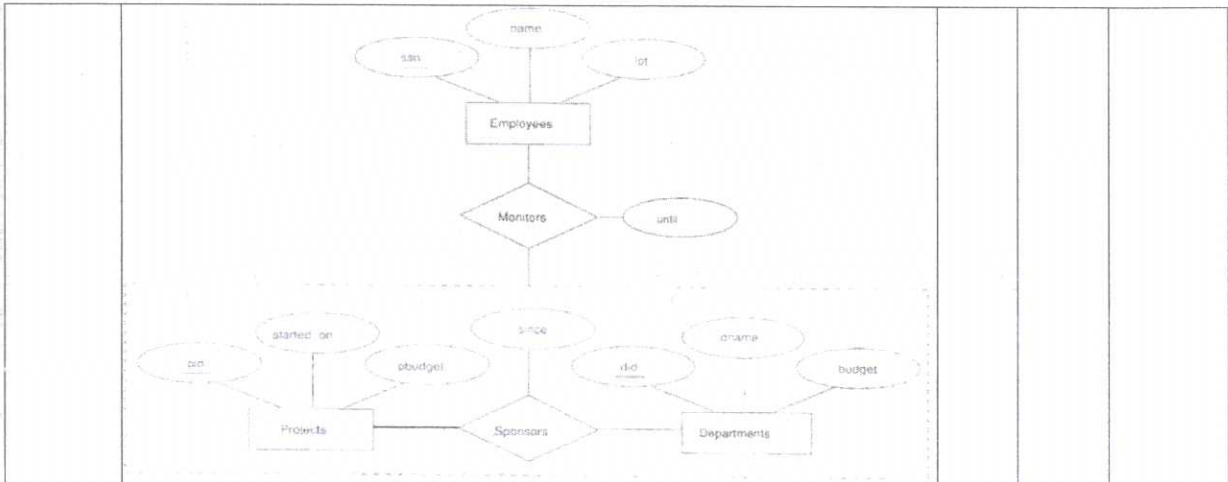 name
ssn
lot
Employees
Monitors
until
since
started_on
dname
pid
pbudget
did
budget
Projects
Sponsors
Departments